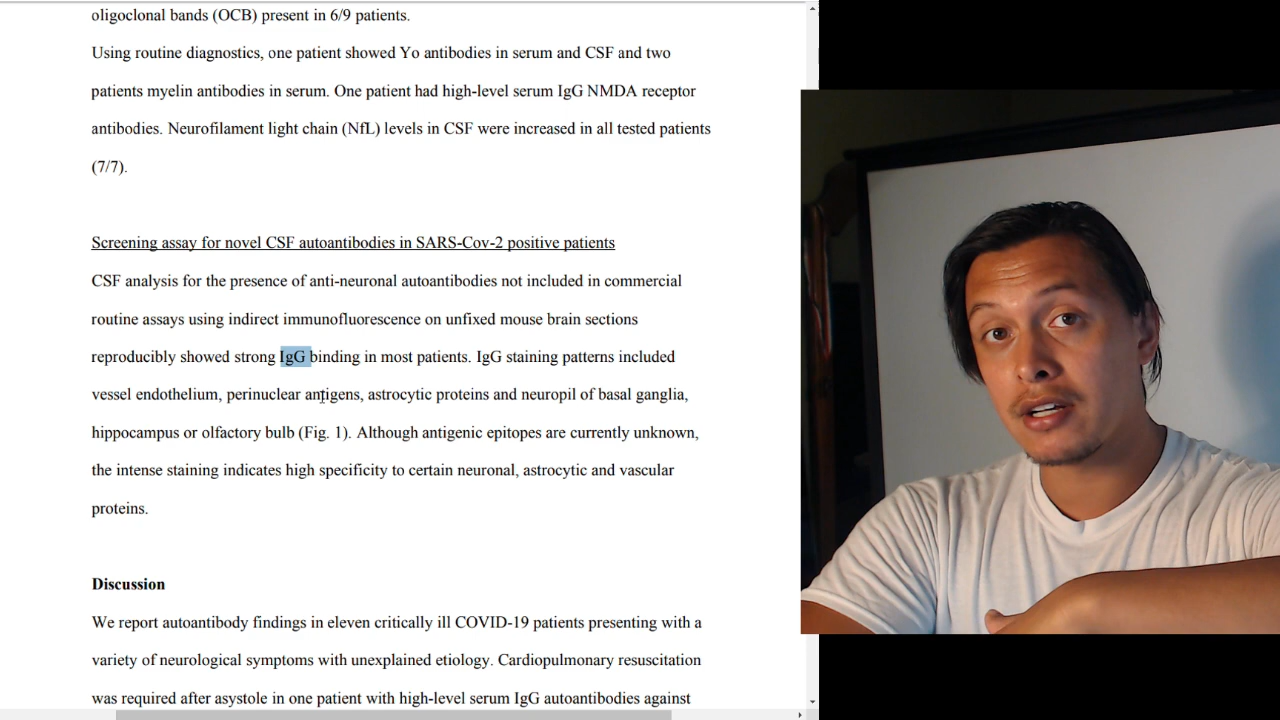 oligoclonal bands (OCB) present in 6/9 patients.
Using routine diagnostics, one patient showed Yo antibodies in serum and CSF and two
patients myelin antibodies in serum. One patient had high-level serum IgG NMDA receptor
antibodies. Neurofilament light chain (NfL) levels in CSF were increased in all tested patients
(7/7).
Screening assay for novel CSF autoantibodies in SARS-Cov-2 positive patients
CSF analysis for the presence of anti-neuronal autoantibodies not included in commercial
routine assays using indirect immunofluorescence on unfixed mouse brain sections
reproducibly showed strong IgG binding in most patients. IgG staining patterns included
vessel endothelium, perinuclear antigens, astrocytic proteins and neuropil of basal ganglia,
hippocampus or olfactory bulb (Fig. 1). Although antigenic epitopes are currently unknown,
the intense staining indicates high specificity to certain neuronal, astrocytic and vascular
proteins.
Discussion
We report autoantibody findings in eleven critically ill COVID-19 patients presenting with a
variety of neurological symptoms with unexplained etiology. Cardiopulmonary resuscitation
was required after asystole in one patient with high-level serum IgG autoantibodies against